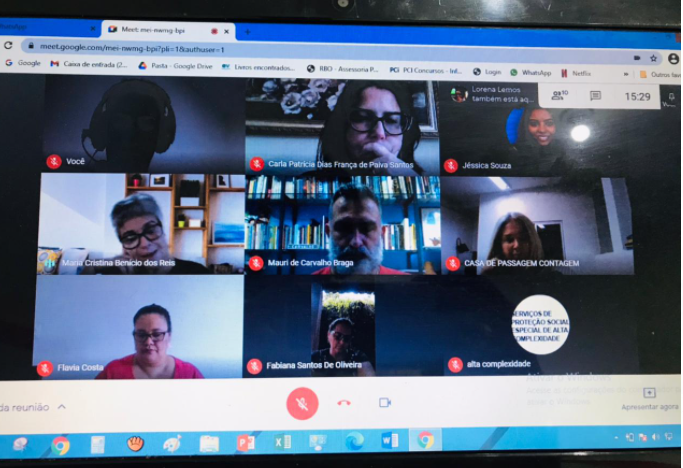 Meet: mei-nwmg-bpi
meet.google.com/mei-nwmg-bpi?pli=1&authuser=1
Google
Caixa de entrada (2...
Pasta - Google Drive
Livros encontrados...
RBO - Assessoria P...
PCI Concursos - Inf...
Login
WhatsApp
Netflix
Outros favo
Lorena Lemos
também está aq...
10
15:29
Você
Carla Patrícia Dias França de Paiva Santos
Jéssica Souza
Maria Cristina Benicio dos Reis
Mauri de Carvalho Braga
CASA DE PASSAGEM CONTAGEM
SERVIÇOS DE
PROTEÇÃO SOCIAL
ESPECIAL DE ALTA
COMPLEXIDADE
Flavia Costa
Fabiana Santos De Oliveira
alta complexidade
Ativar o Windows
da reunião
Apresentar agora